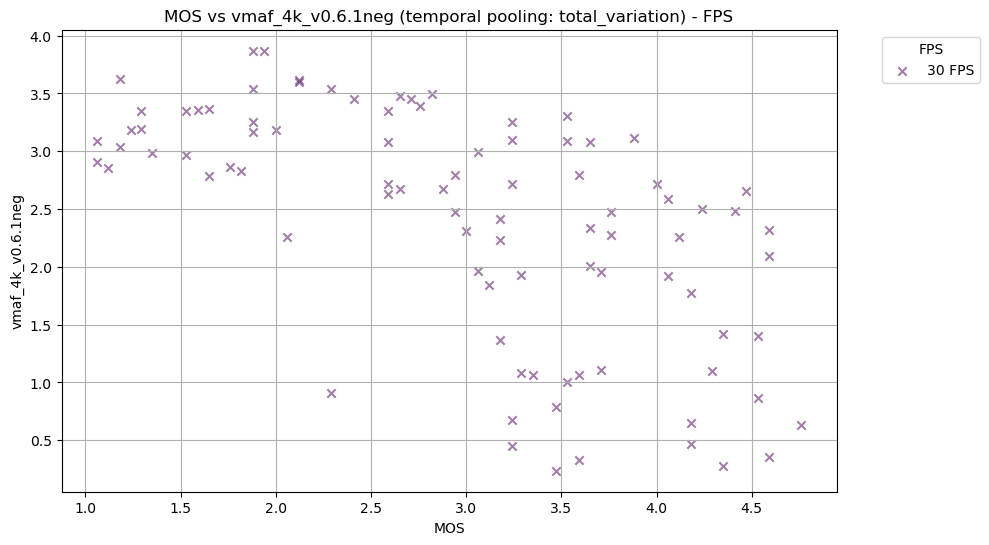 MOS vs vmaf_4k_v0.6.1neg (temporal pooling: total_variation) - FPS
FPS
30 FPS
vmaf_4k_v0.6.1neg
4.0
3.5
3.0
2.5
2.0
1.5
1.0
0.5
1.0 1.5 2.0 2.5 3.0 3.5 4.0 4.5
MOS